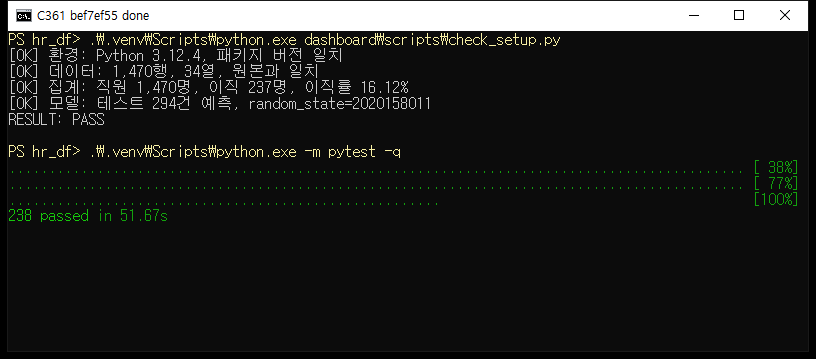 C361 bef7ef55 done
PS hr_df> .₩.venv₩Scripts₩python.exe dashboard₩scripts₩check_setup.py
[OK] 환경: Python 3.12.4, 패키지 버전 일치
[OK] 데이터: 1,470행, 34열, 원본과 일치
[OK] 집계: 직원 1,470명, 이직 237명, 이직률 16.12%
[OK] 모델: 테스트 294건 예측, random_state=2020158011
RESULT: PASS
PS hr_df> .₩.venv₩Scripts₩python.exe -m pytest -q
........................................................................................... [ 38%]
........................................................................................... [ 77%]
...................................................... [100%]
238 passed in 51.67s